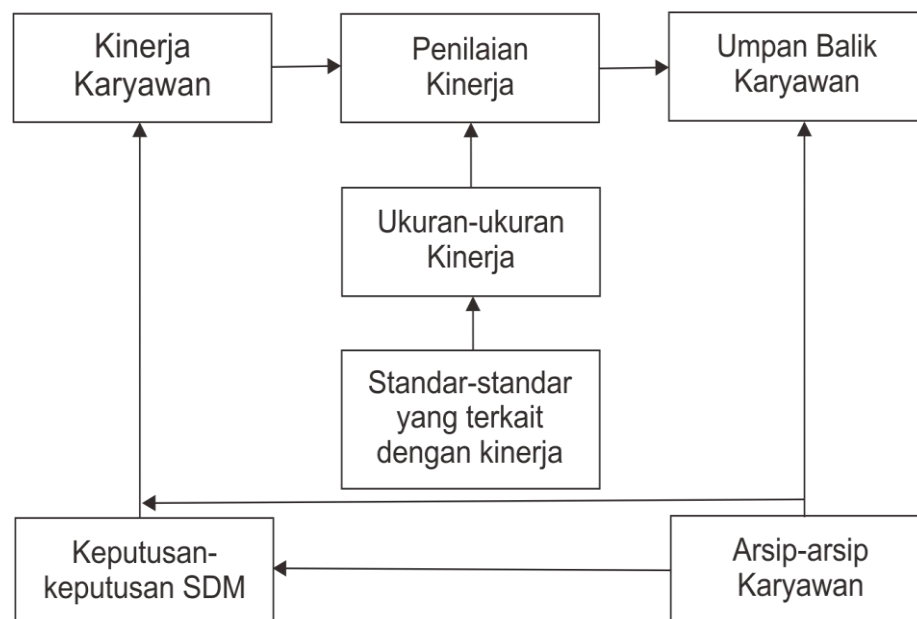 Kinerja
Karyawan
Penilaian
Kinerja
Umpan Balik
Karyawan
Ukuran-ukuran
Kinerja
Standar-standar
yang terkait
dengan kinerja
Keputusan-
keputusan SDM
Arsip-arsip
Karyawan